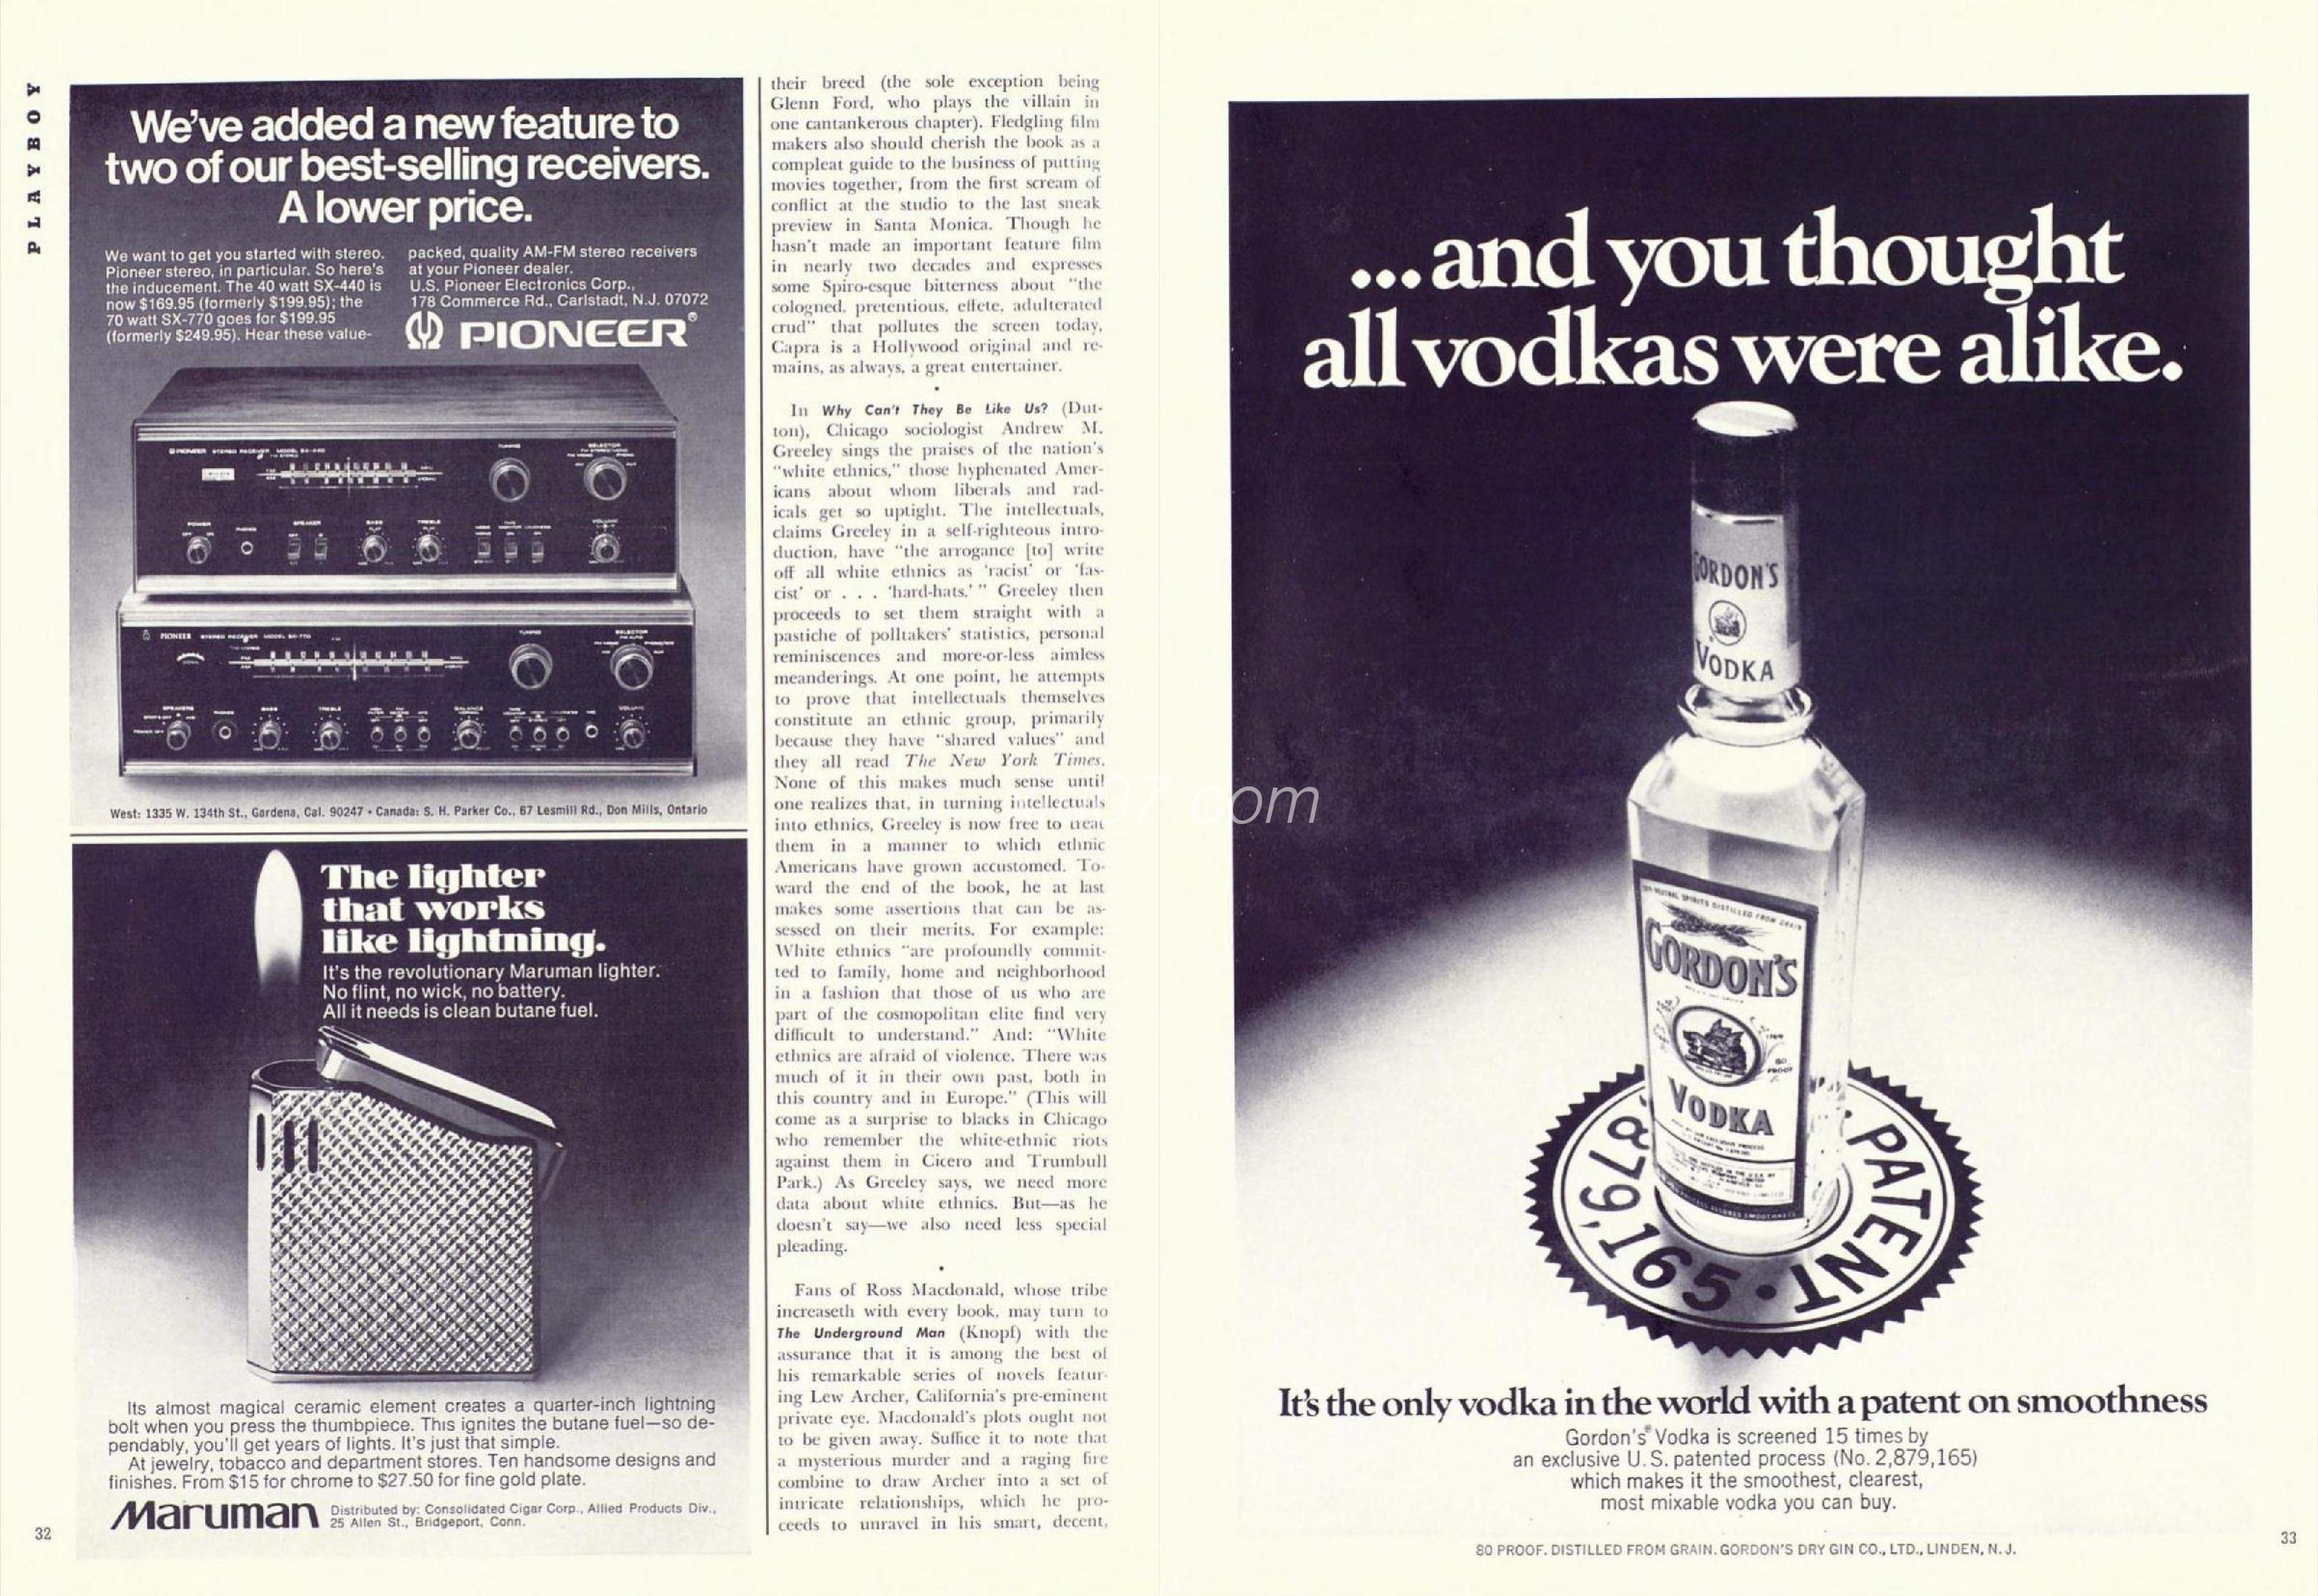 PLAYBOY
We've added a new feature to
two of our best-selling receivers.
A lower price.
We want to get you started with stereo.
Pioneer stereo, in particular. So here's
the inducement. The 40 watt SX-440 is
now $169.95 (formerly $199.95); the
70 watt SX-770 goes for $199.95
(formerly $249.95). Hear these value-
packed, quality AM-FM stereo receivers
at your Pioneer dealer.
U.S. Pioneer Electronics Corp.,
178 Commerce Rd., Carlstadt, N.J. 07072
PIONEER®
PIONEER STEREO RECEIVER MODEL SX-440
TUNING
SELECTOR
POWER
PHONES
SPEAKER
BASS
TREBLE
VOLUME
PIONEER STEREO RECEIVER MODEL SX-770
TUNING
SELECTOR
SPEAKERS
PHONES
BASS
TREBLE
BALANCE
VOLUME
West: 1335 W. 134th St., Gardena, Cal. 90247 • Canada: S. H. Parker Co., 67 Lesmill Rd., Don Mills, Ontario
The lighter
that works
like lightning.
It's the revolutionary Maruman lighter.
No flint, no wick, no battery.
All it needs is clean butane fuel.
Its almost magical ceramic element creates a quarter-inch lightning
bolt when you press the thumbpiece. This ignites the butane fuel—so de-
pendably, you'll get years of lights. It's just that simple.
At jewelry, tobacco and department stores. Ten handsome designs and
finishes. From $15 for chrome to $27.50 for fine gold plate.
Maruman
Distributed by: Consolidated Cigar Corp., Allied Products Div.,
25 Allen St., Bridgeport, Conn.
32
their breed (the sole exception being
Glenn Ford, who plays the villain in
one cantankerous chapter). Fledgling film
makers also should cherish the book as a
compleat guide to the business of putting
movies together, from the first scream of
conflict at the studio to the last sneak
preview in Santa Monica. Though he
hasn't made an important feature film
in nearly two decades and expresses
some Spiro-esque bitterness about "the
cologned, pretentious, effete, adulterated
crud" that pollutes the screen today,
Capra is a Hollywood original and re-
mains, as always, a great entertainer.
•
In Why Can't They Be Like Us? (Dut-
ton), Chicago sociologist Andrew M.
Greeley sings the praises of the nation's
"white ethnics," those hyphenated Amer-
icans about whom liberals and rad-
icals get so uptight. The intellectuals,
claims Greeley in a self-righteous intro-
duction, have "the arrogance [to] write
off all white ethnics as 'racist' or 'fas-
cist' or . . . 'hard-hats.' " Greeley then
proceeds to set them straight with a
pastiche of polltakers' statistics, personal
reminiscences and more-or-less aimless
meanderings. At one point, he attempts
to prove that intellectuals themselves
constitute an ethnic group, primarily
because they have "shared values" and
they all read The New York Times.
None of this makes much sense until
one realizes that, in turning intellectuals
into ethnics, Greeley is now free to treat
them in a manner to which ethnic
Americans have grown accustomed. To-
ward the end of the book, he at last
makes some assertions that can be as-
sessed on their merits. For example:
White ethnics "are profoundly commit-
ted to family, home and neighborhood
in a fashion that those of us who are
part of the cosmopolitan elite find very
difficult to understand." And: "White
ethnics are afraid of violence. There was
much of it in their own past, both in
this country and in Europe." (This will
come as a surprise to blacks in Chicago
who remember the white-ethnic riots
against them in Cicero and Trumbull
Park.) As Greeley says, we need more
data about white ethnics. But—as he
doesn't say—we also need less special
pleading.
•
Fans of Ross Macdonald, whose tribe
increaseth with every book, may turn to
The Underground Man (Knopf) with the
assurance that it is among the best of
his remarkable series of novels featur-
ing Lew Archer, California's pre-eminent
private eye. Macdonald's plots ought not
to be given away. Suffice it to note that
a mysterious murder and a raging fire
combine to draw Archer into a set of
intricate relationships, which he pro-
ceeds to unravel in his smart, decent,
.com
...and you thought
all vodkas were alike.
GORDON'S
VODKA
GORDON'S
80
PROOF
VODKA
PATENT • 2,879,165
It's the only vodka in the world with a patent on smoothness
Gordon's® Vodka is screened 15 times by
an exclusive U.S. patented process (No. 2,879,165)
which makes it the smoothest, clearest,
most mixable vodka you can buy.
80 PROOF. DISTILLED FROM GRAIN. GORDON'S DRY GIN CO., LTD., LINDEN, N. J.
33